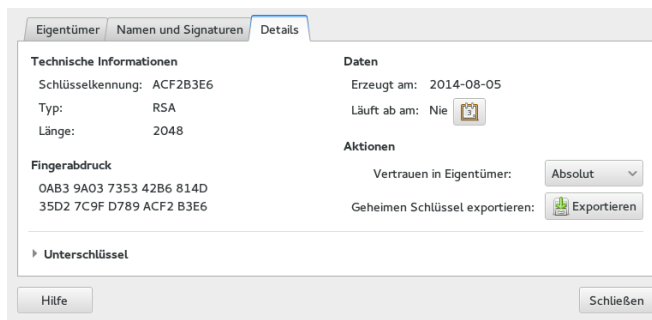 Eigentümer
Namen und Signaturen
Details
Technische Informationen
Schlüsselkennung: ACF2B3E6
Typ: RSA
Länge: 2048
Fingerabdruck
0AB3 9A03 7353 42B6 814D
35D2 7C9F D789 ACF2 B3E6
Daten
Erzeugt am: 2014-08-05
Läuft ab am: Nie
Aktionen
Vertrauen in Eigentümer: Absolut
Geheimen Schlüssel exportieren: Exportieren
Unterschlüssel
Hilfe
Schließen